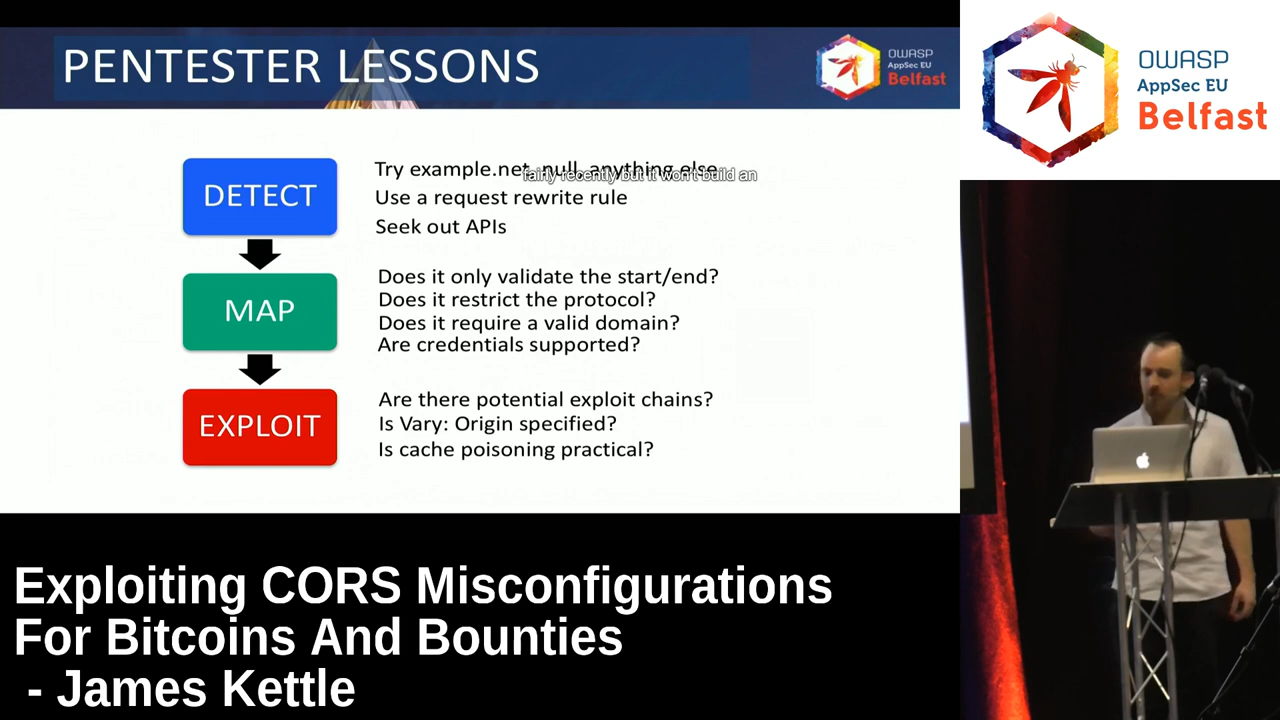 PENTESTER LESSONS
OWASP
AppSec EU
Belfast
DETECT
Try example.net, null, anything else
fairly recently but it won't build an
Use a request rewrite rule
Seek out APIs
MAP
Does it only validate the start/end?
Does it restrict the protocol?
Does it require a valid domain?
Are credentials supported?
EXPLOIT
Are there potential exploit chains?
Is Vary: Origin specified?
Is cache poisoning practical?
OWASP
AppSec EU
Belfast
Exploiting CORS Misconfigurations
For Bitcoins And Bounties
- James Kettle